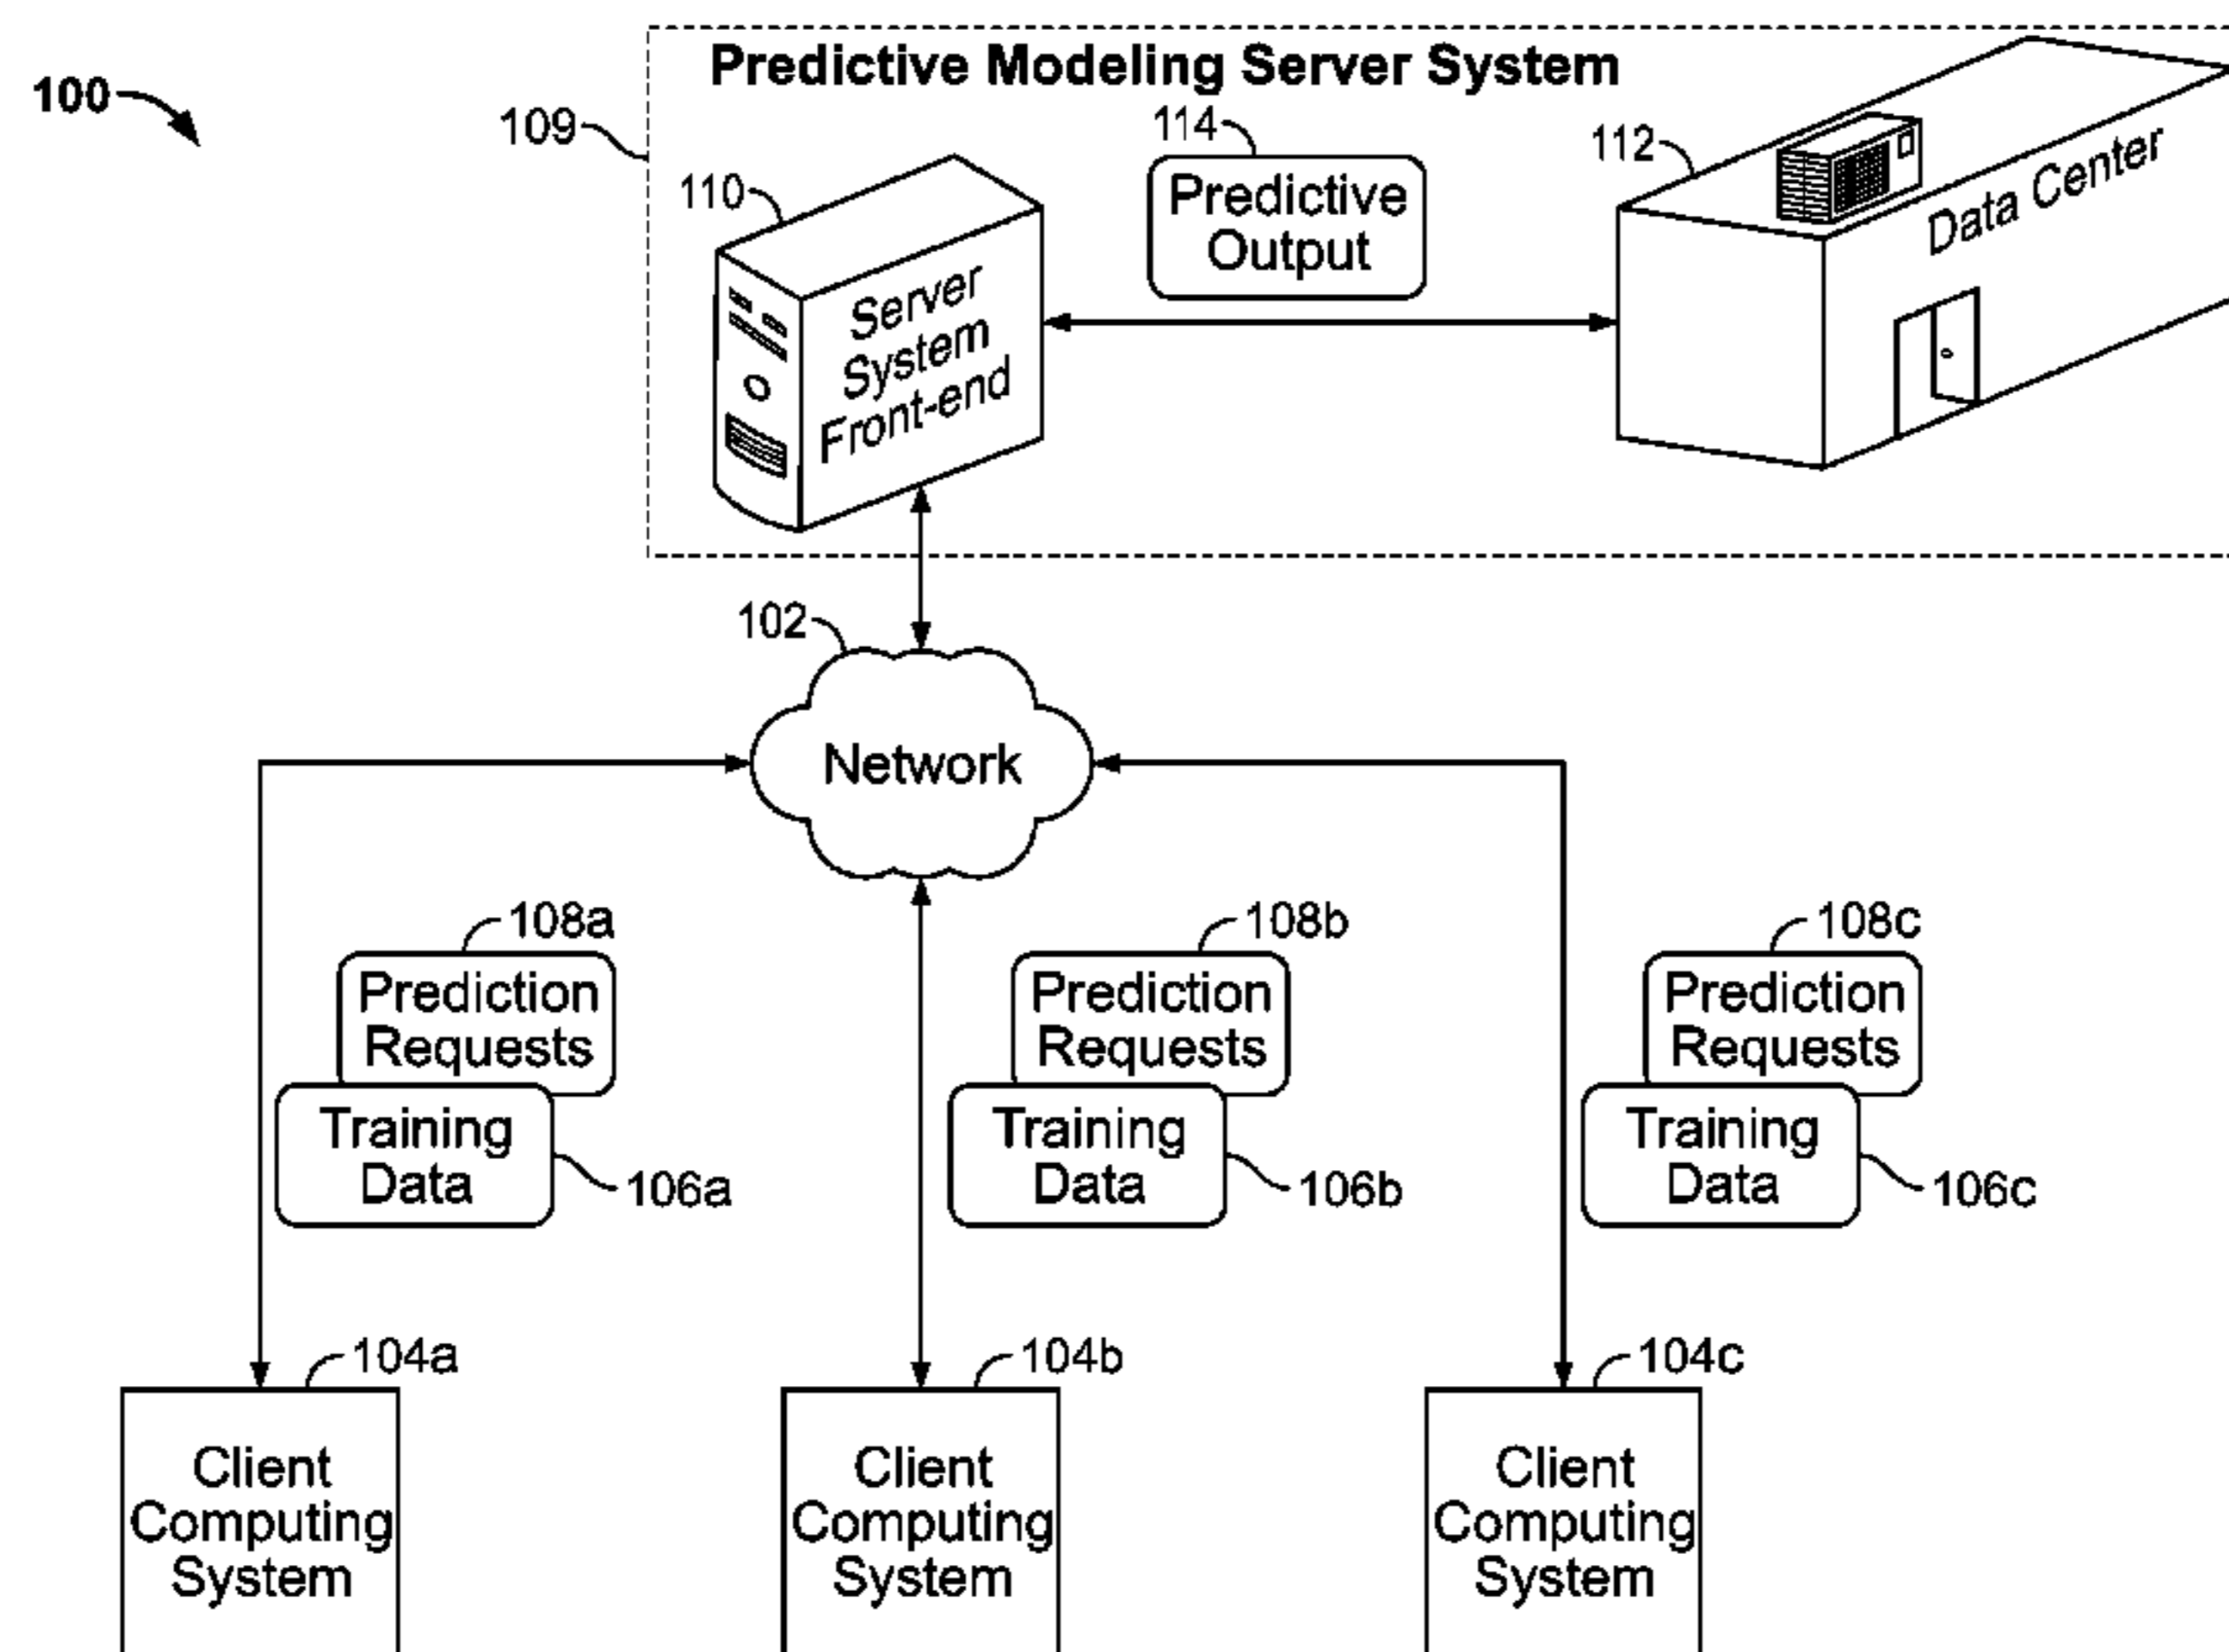 Predictive Modeling Server System
100
109
114
112
110
Predictive
Output
Data Center
Server
System
Front-end
102
Network
108a
108b
108c
Prediction
Requests
Prediction
Requests
Prediction
Requests
Training
Data
Training
Data
Training
Data
106a
106b
106c
104a
104b
104c
Client
Computing
System
Client
Computing
System
Client
Computing
System